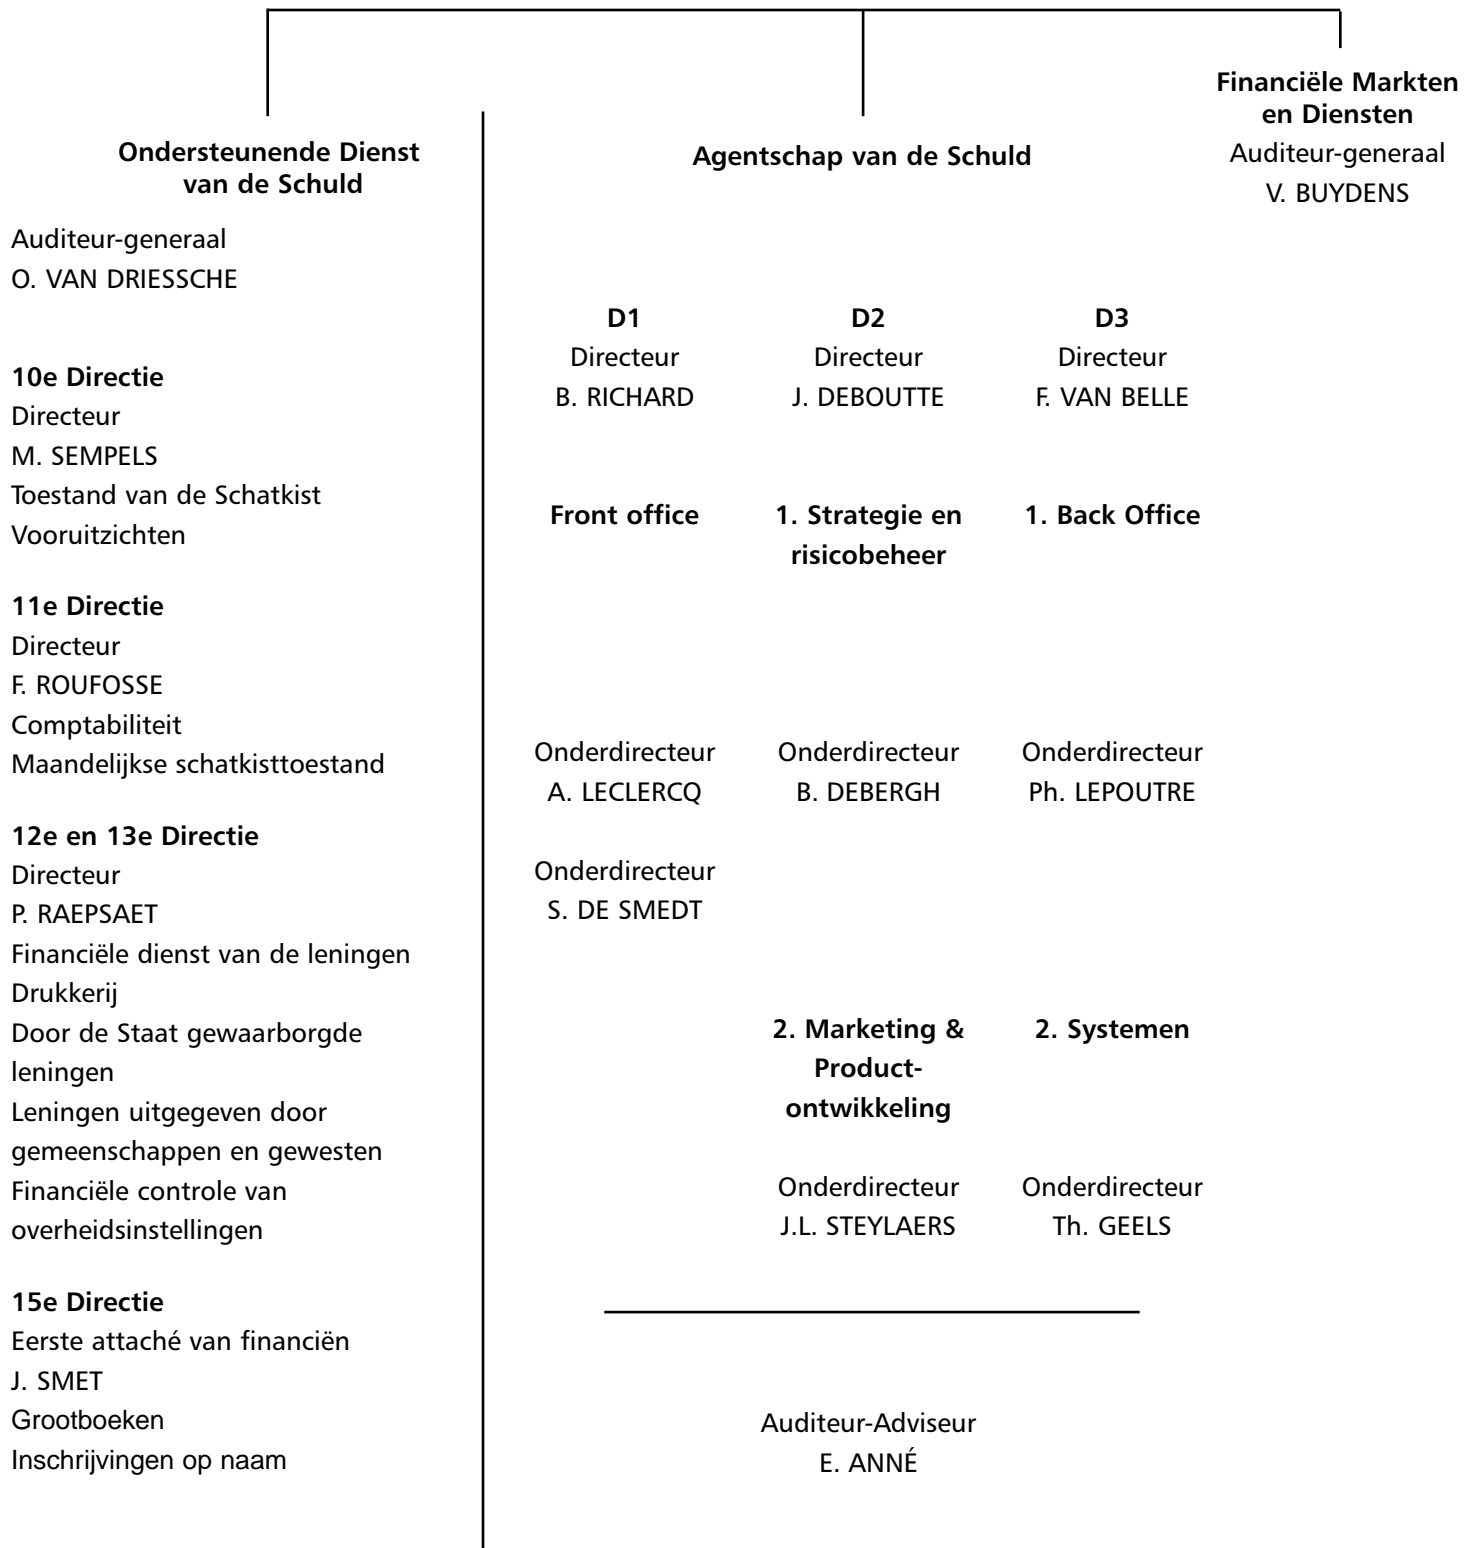 Ondersteunende Dienst
van de Schuld
Auditeur-generaal
O. VAN DRIESSCHE
10e Directie
Directeur
M. SEMPELS
Toestand van de Schatkist
Vooruitzichten
11e Directie
Directeur
F. ROUFOSSE
Comptabiliteit
Maandelijkse schatkisttoestand
12e en 13e Directie
Directeur
P. RAEPSAET
Financiële dienst van de leningen
Drukkerij
Door de Staat gewaarborgde
leningen
Leningen uitgegeven door
gemeenschappen en gewesten
Financiële controle van
overheidsinstellingen
15e Directie
Eerste attaché van financiën
J. SMET
Grootboeken
Inschrijvingen op naam
Agentschap van de Schuld
D1
Directeur
B. RICHARD
Front office
Onderdirecteur
A. LECLERCQ
Onderdirecteur
S. DE SMEDT
D2
Directeur
J. DEBOUTTE
1. Strategie en
risicobeheer
Onderdirecteur
B. DEBERGH
2. Marketing &
Product-
ontwikkeling
Onderdirecteur
J.L. STEYLAERS
D3
Directeur
F. VAN BELLE
1. Back Office
Onderdirecteur
Ph. LEPOUTRE
2. Systemen
Onderdirecteur
Th. GEELS
Auditeur-Adviseur
E. ANNÉ
Financiële Markten
en Diensten
Auditeur-generaal
V. BUYDENS